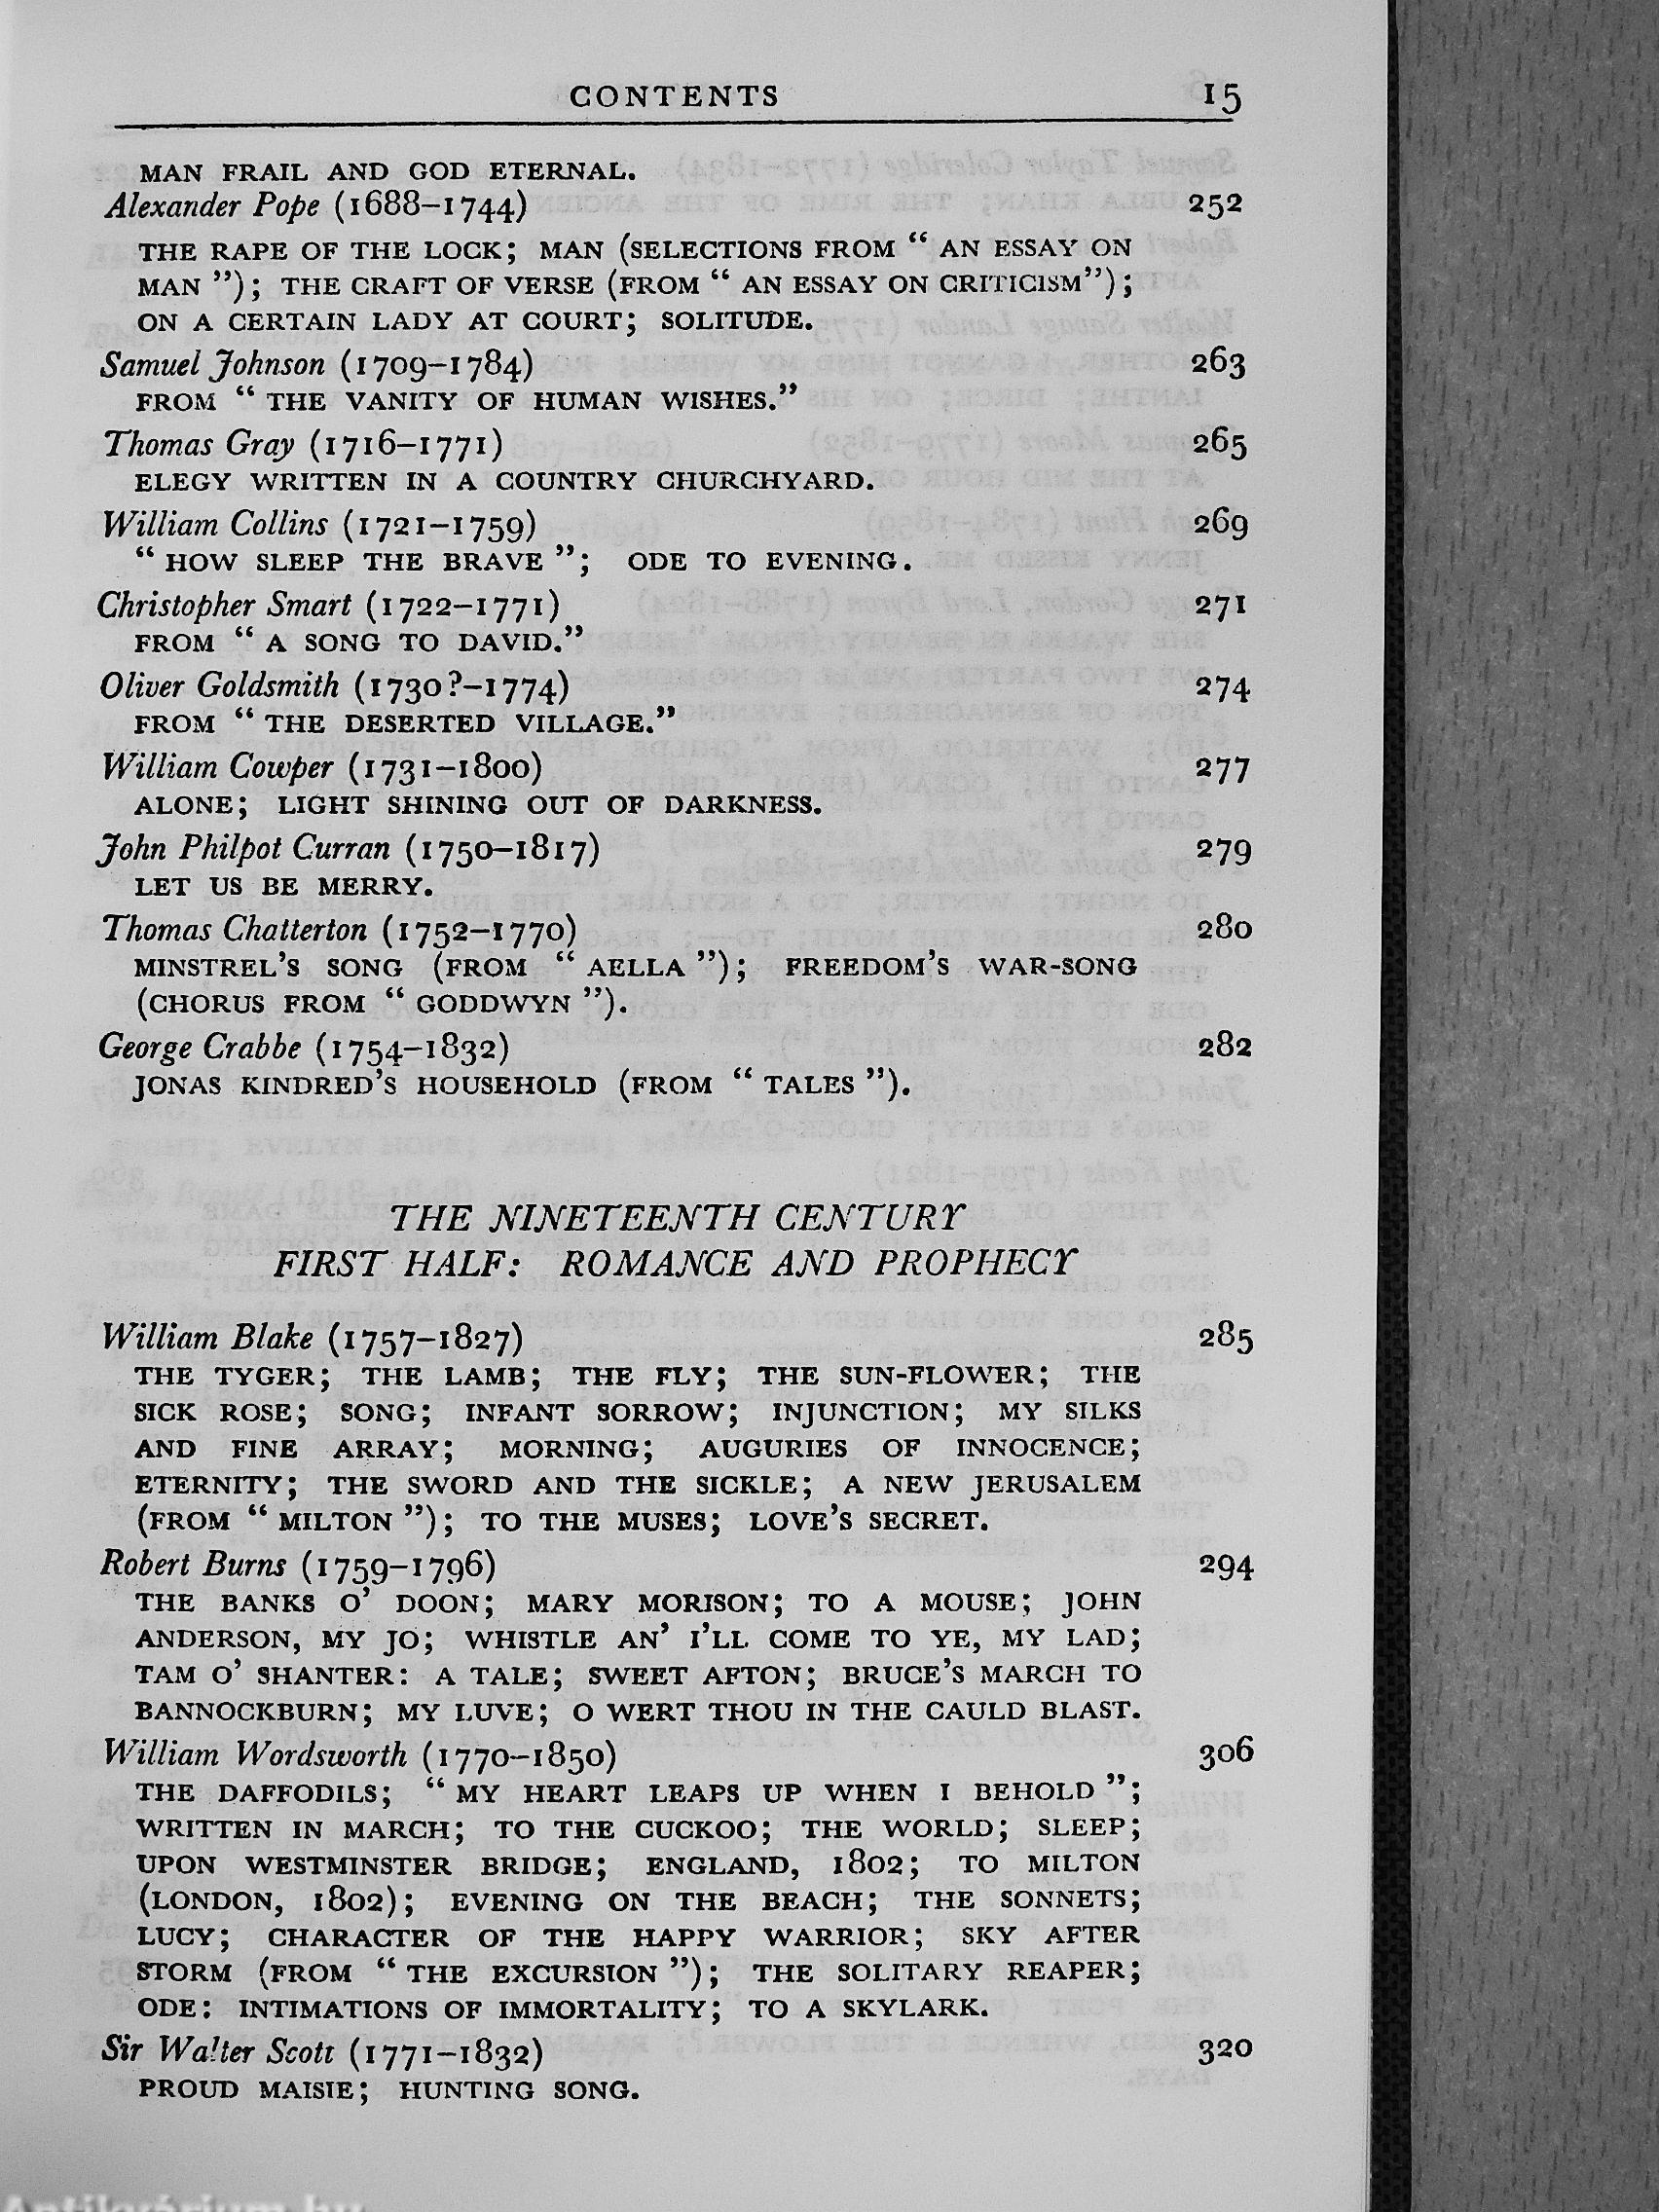 CONTENTS 15
MAN FRAIL AND GOD ETERNAL.
Alexander Pope (1688–1744) 252
THE RAPE OF THE LOCK; MAN (SELECTIONS FROM “ AN ESSAY ON
MAN ”); THE CRAFT OF VERSE (FROM “ AN ESSAY ON CRITICISM”);
ON A CERTAIN LADY AT COURT; SOLITUDE.
Samuel Johnson (1709–1784) 263
FROM “ THE VANITY OF HUMAN WISHES.”
Thomas Gray (1716–1771) 265
ELEGY WRITTEN IN A COUNTRY CHURCHYARD.
William Collins (1721–1759) 269
“ HOW SLEEP THE BRAVE ”; ODE TO EVENING.
Christopher Smart (1722–1771) 271
FROM “ A SONG TO DAVID.”
Oliver Goldsmith (1730?–1774) 274
FROM “ THE DESERTED VILLAGE.”
William Cowper (1731–1800) 277
ALONE; LIGHT SHINING OUT OF DARKNESS.
John Philpot Curran (1750–1817) 279
LET US BE MERRY.
Thomas Chatterton (1752–1770) 280
MINSTREL’S SONG (FROM “ AELLA ”); FREEDOM’S WAR-SONG
(CHORUS FROM “ GODDWYN ”).
George Crabbe (1754–1832) 282
JONAS KINDRED’S HOUSEHOLD (FROM “ TALES ”).
THE NINETEENTH CENTURY
FIRST HALF: ROMANCE AND PROPHECY
William Blake (1757–1827) 285
THE TYGER; THE LAMB; THE FLY; THE SUN-FLOWER; THE
SICK ROSE; SONG; INFANT SORROW; INJUNCTION; MY SILKS
AND FINE ARRAY; MORNING; AUGURIES OF INNOCENCE;
ETERNITY; THE SWORD AND THE SICKLE; A NEW JERUSALEM
(FROM “ MILTON ”); TO THE MUSES; LOVE’S SECRET.
Robert Burns (1759–1796) 294
THE BANKS O’ DOON; MARY MORISON; TO A MOUSE; JOHN
ANDERSON, MY JO; WHISTLE AN’ I’LL COME TO YE, MY LAD;
TAM O’ SHANTER: A TALE; SWEET AFTON; BRUCE’S MARCH TO
BANNOCKBURN; MY LUVE; O WERT THOU IN THE CAULD BLAST.
William Wordsworth (1770–1850) 306
THE DAFFODILS; “ MY HEART LEAPS UP WHEN I BEHOLD ”;
WRITTEN IN MARCH; TO THE CUCKOO; THE WORLD; SLEEP;
UPON WESTMINSTER BRIDGE; ENGLAND, 1802; TO MILTON
(LONDON, 1802); EVENING ON THE BEACH; THE SONNETS;
LUCY; CHARACTER OF THE HAPPY WARRIOR; SKY AFTER
STORM (FROM “ THE EXCURSION ”); THE SOLITARY REAPER;
ODE: INTIMATIONS OF IMMORTALITY; TO A SKYLARK.
Sir Walter Scott (1771–1832) 320
PROUD MAISIE; HUNTING SONG.